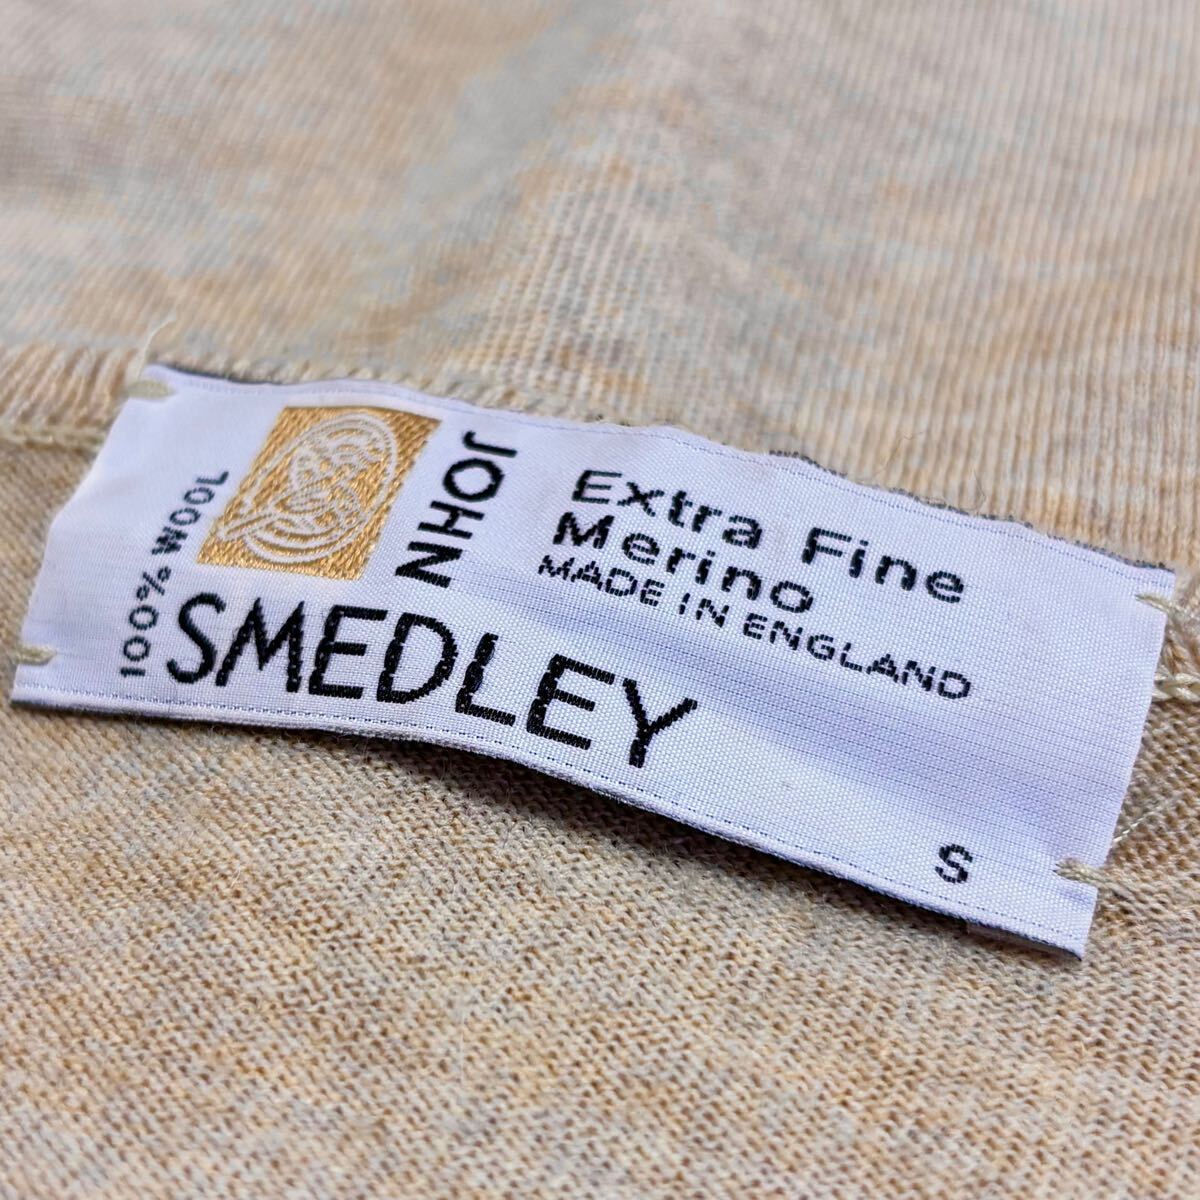 100% WOOL
JOHN
SMEDLEY
Extra Fine
Merino
MADE IN ENGLAND
S